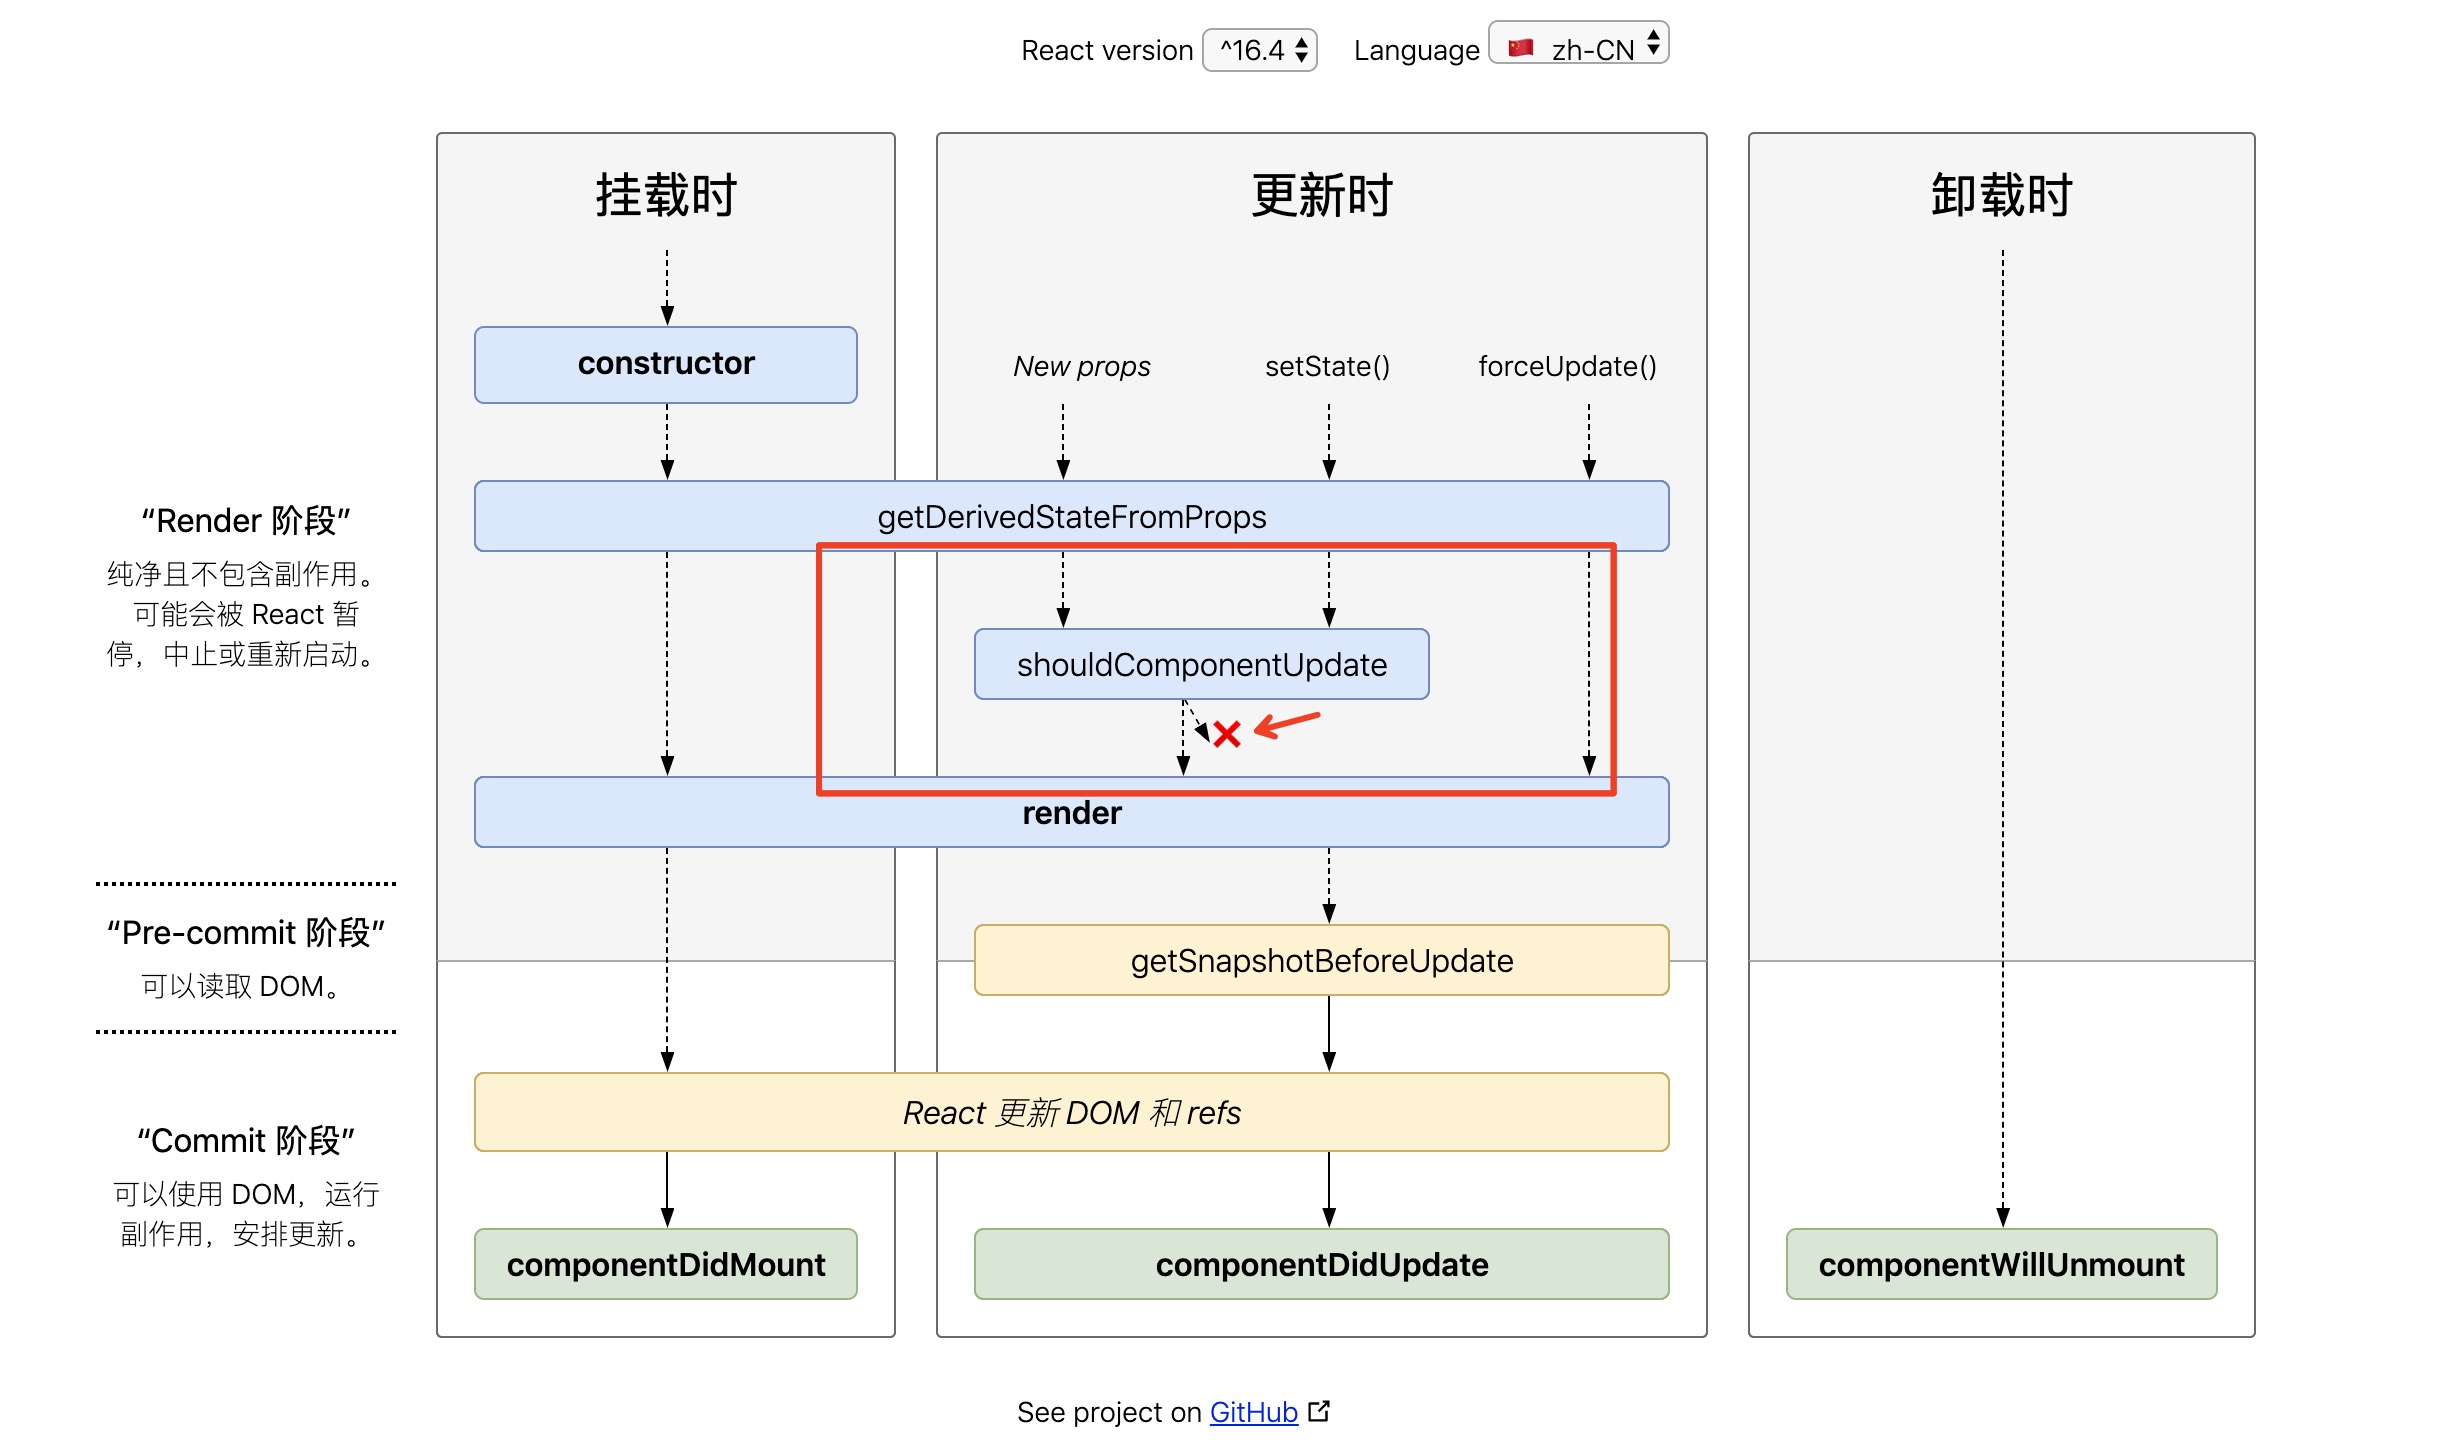 React version ^16.4 Language 🇨🇳 zh-CN
挂载时
更新时
卸载时
constructor
New props
setState()
forceUpdate()
“Render 阶段”
纯净且不包含副作用。
可能会被 React 暂
停，中止或重新启动。
getDerivedStateFromProps
shouldComponentUpdate
render
“Pre-commit 阶段”
可以读取 DOM。
getSnapshotBeforeUpdate
“Commit 阶段”
可以使用 DOM，运行
副作用，安排更新。
React 更新 DOM 和 refs
componentDidMount
componentDidUpdate
componentWillUnmount
See project on GitHub